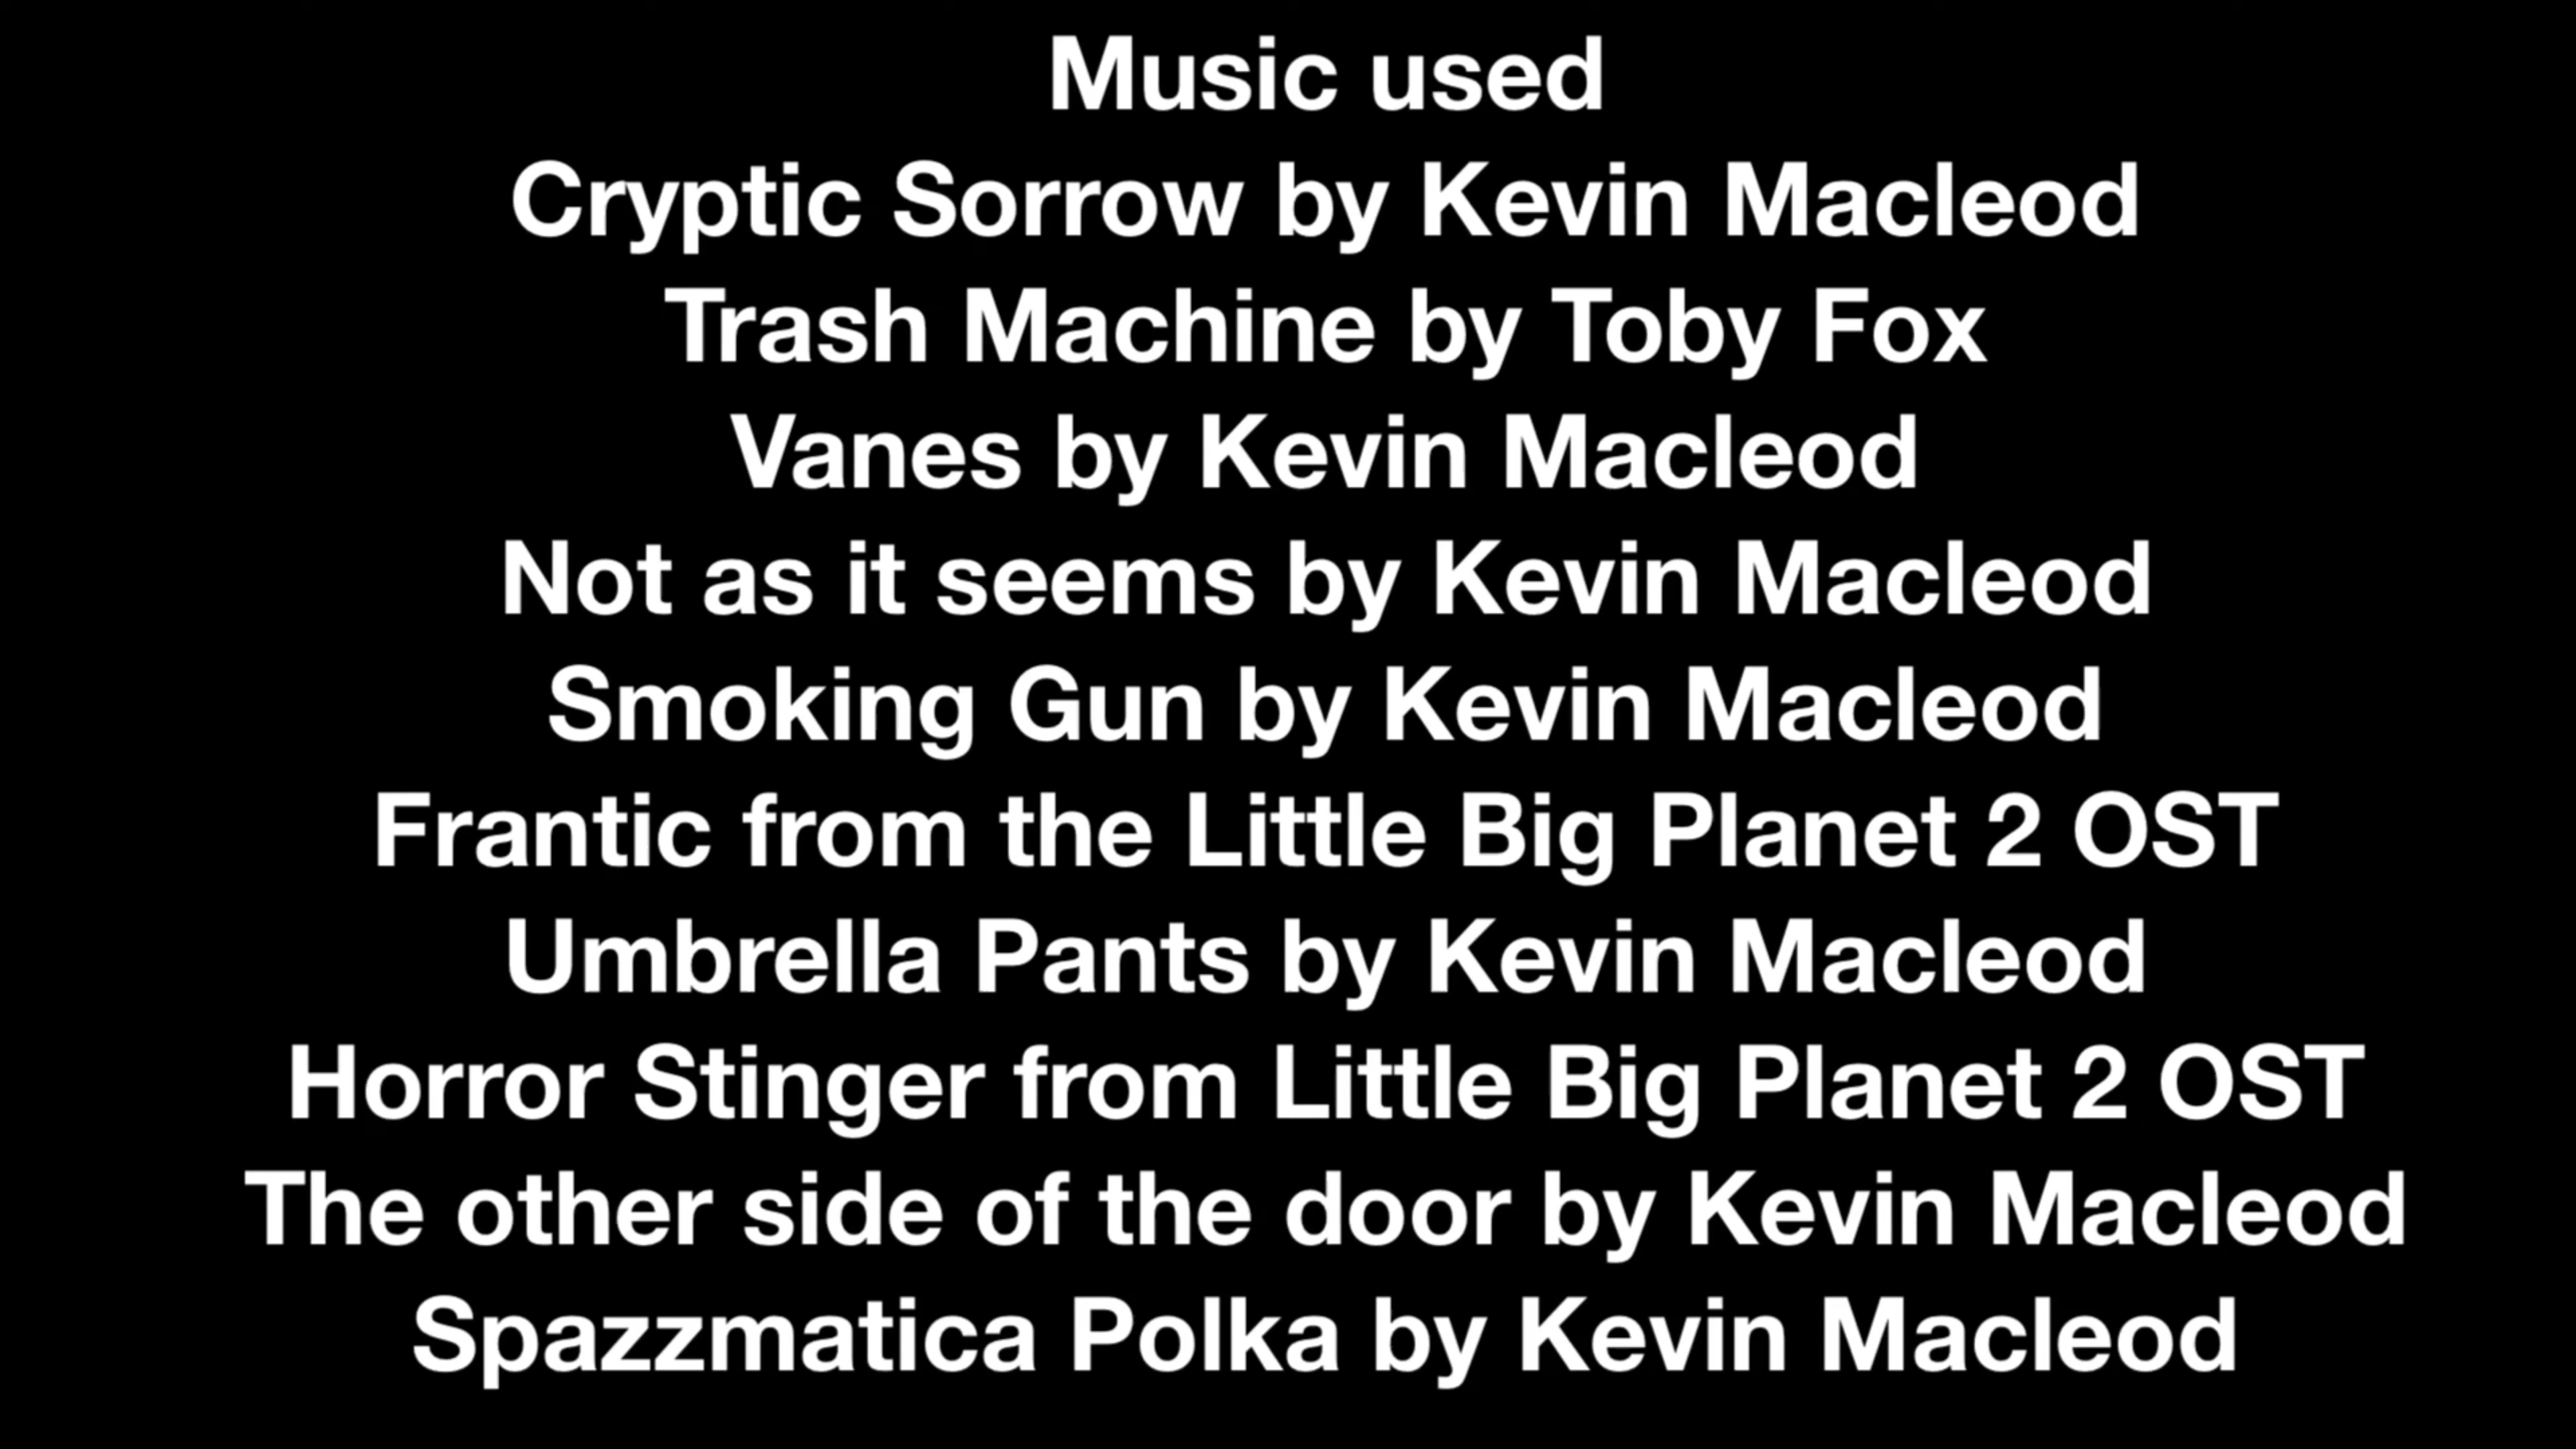 Music used
Cryptic Sorrow by Kevin Macleod
Trash Machine by Toby Fox
Vanes by Kevin Macleod
Not as it seems by Kevin Macleod
Smoking Gun by Kevin Macleod
Frantic from the Little Big Planet 2 OST
Umbrella Pants by Kevin Macleod
Horror Stinger from Little Big Planet 2 OST
The other side of the door by Kevin Macleod
Spazzmatica Polka by Kevin Macleod